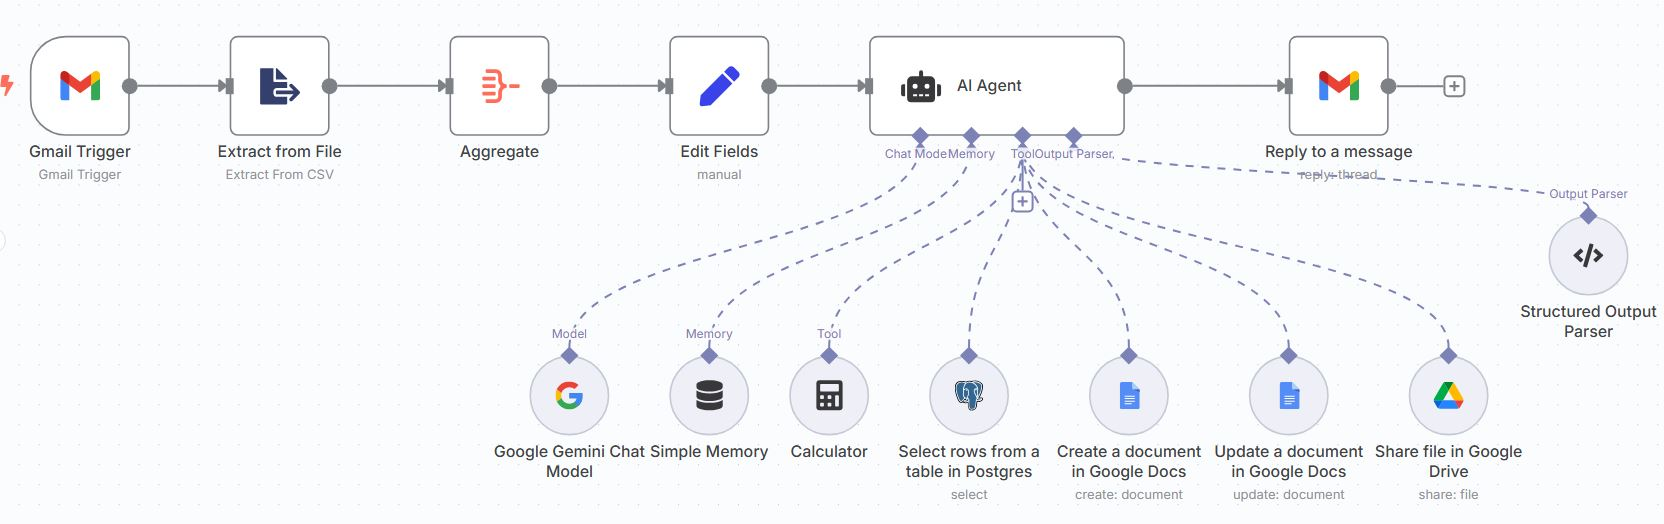 AI Agent
Gmail Trigger
Gmail Trigger
Extract from File
Extract From CSV
Aggregate
Edit Fields
manual
Chat Mode
Memory
Tool
Output Parser
Reply to a message
reply: thread
Output Parser
Structured Output
Parser
Model
Memory
Tool
Google Gemini Chat
Model
Simple Memory
Calculator
Select rows from a
table in Postgres
select
Create a document
in Google Docs
create: document
Update a document
in Google Docs
update: document
Share file in Google
Drive
share: file